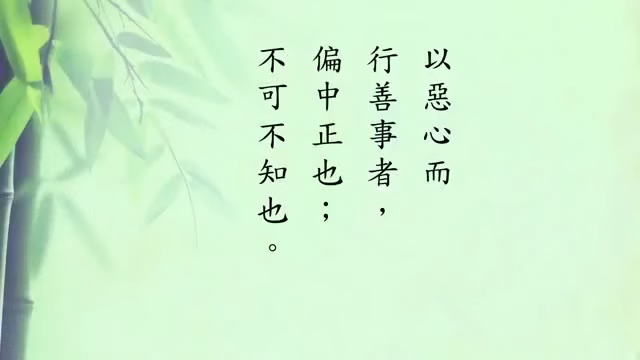 以惡心而
行善事者，
偏中正也；
不可不知也。